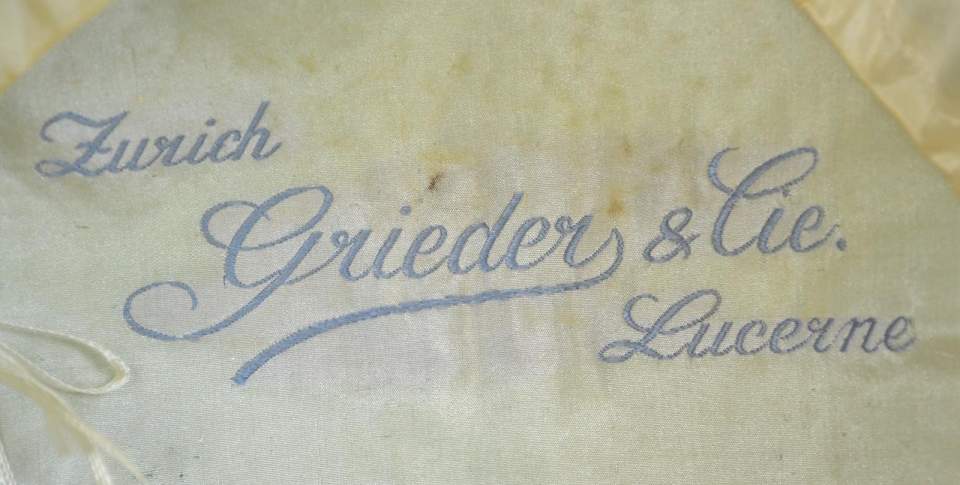 Zurich
Grieder & Cie.
Lucerne